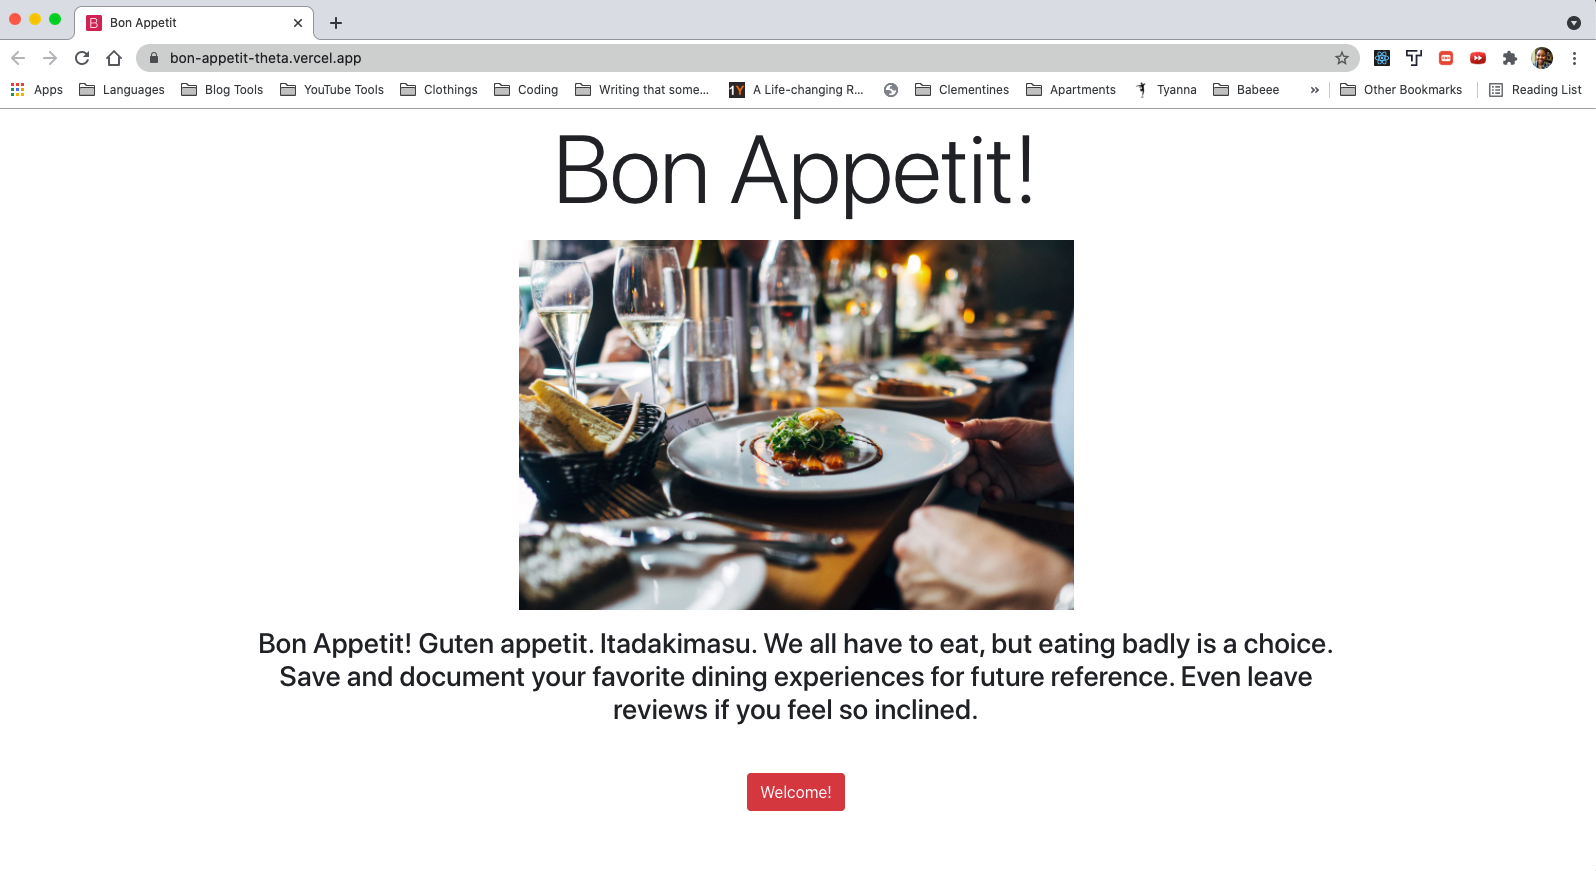 Bon Appetit
bon-appetit-theta.vercel.app
Apps Languages Blog Tools YouTube Tools Clothings Coding Writing that some... 1Y A Life-changing R... Clementines Apartments Tyanna Babeee » Other Bookmarks Reading List
Bon Appetit!
Bon Appetit! Guten appetit. Itadakimasu. We all have to eat, but eating badly is a choice.
Save and document your favorite dining experiences for future reference. Even leave
reviews if you feel so inclined.
Welcome!